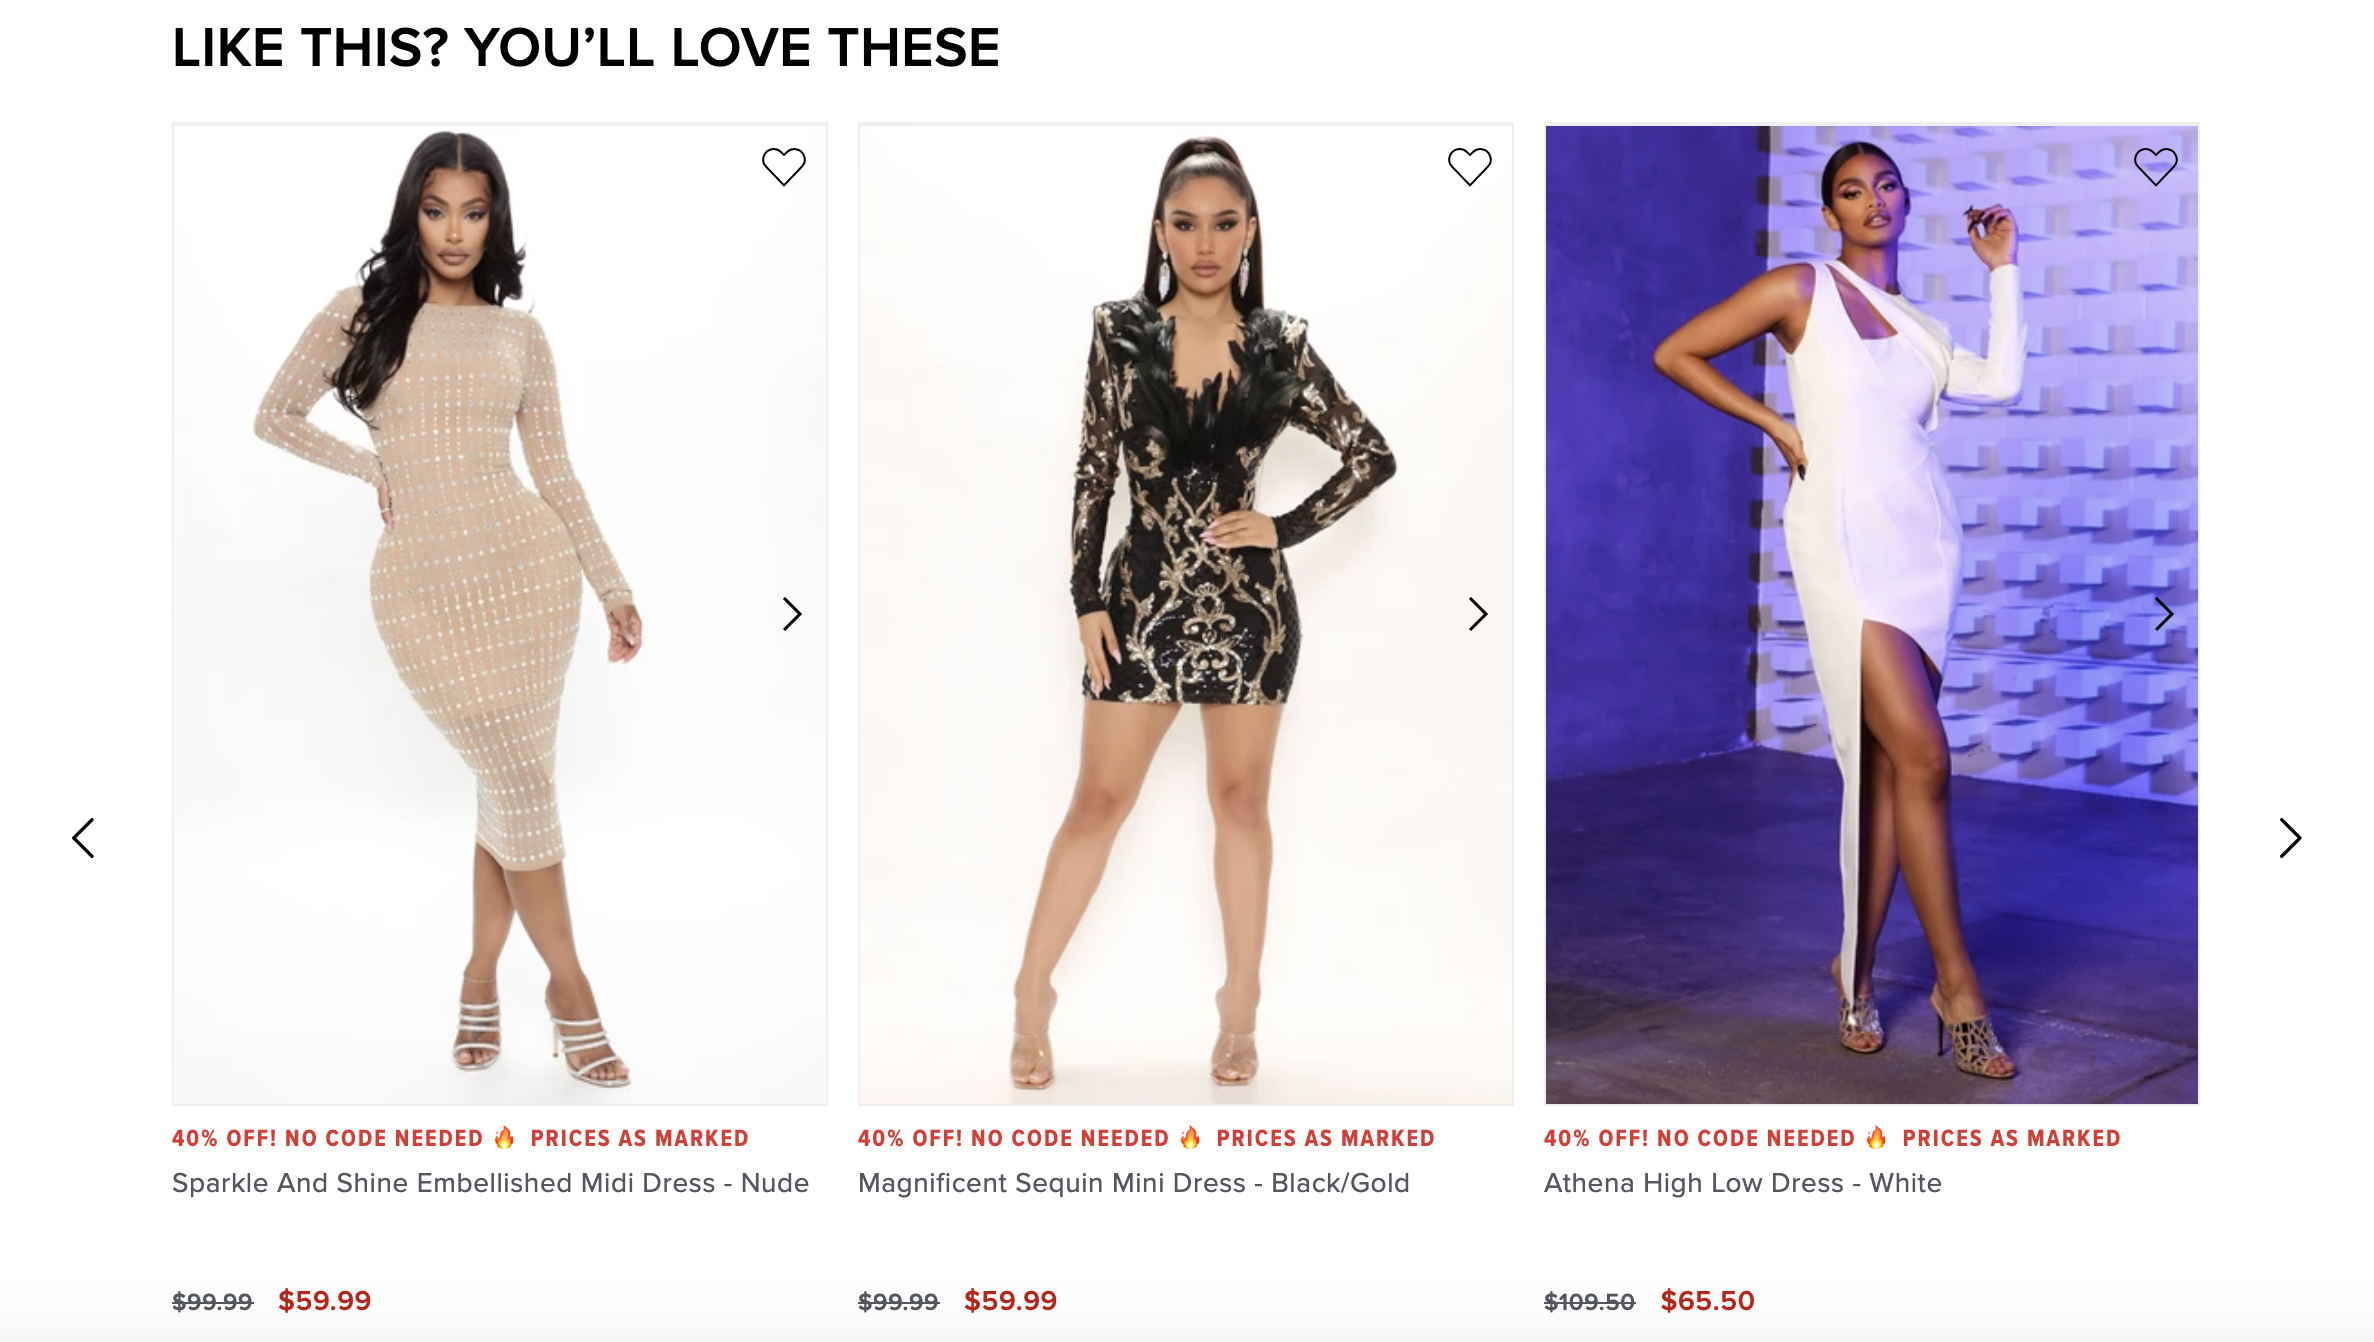 LIKE THIS? YOU’LL LOVE THESE
40% OFF! NO CODE NEEDED 🔥 PRICES AS MARKED
Sparkle And Shine Embellished Midi Dress - Nude
$99.99 $59.99
40% OFF! NO CODE NEEDED 🔥 PRICES AS MARKED
Magnificent Sequin Mini Dress - Black/Gold
$99.99 $59.99
40% OFF! NO CODE NEEDED 🔥 PRICES AS MARKED
Athena High Low Dress - White
$109.50 $65.50